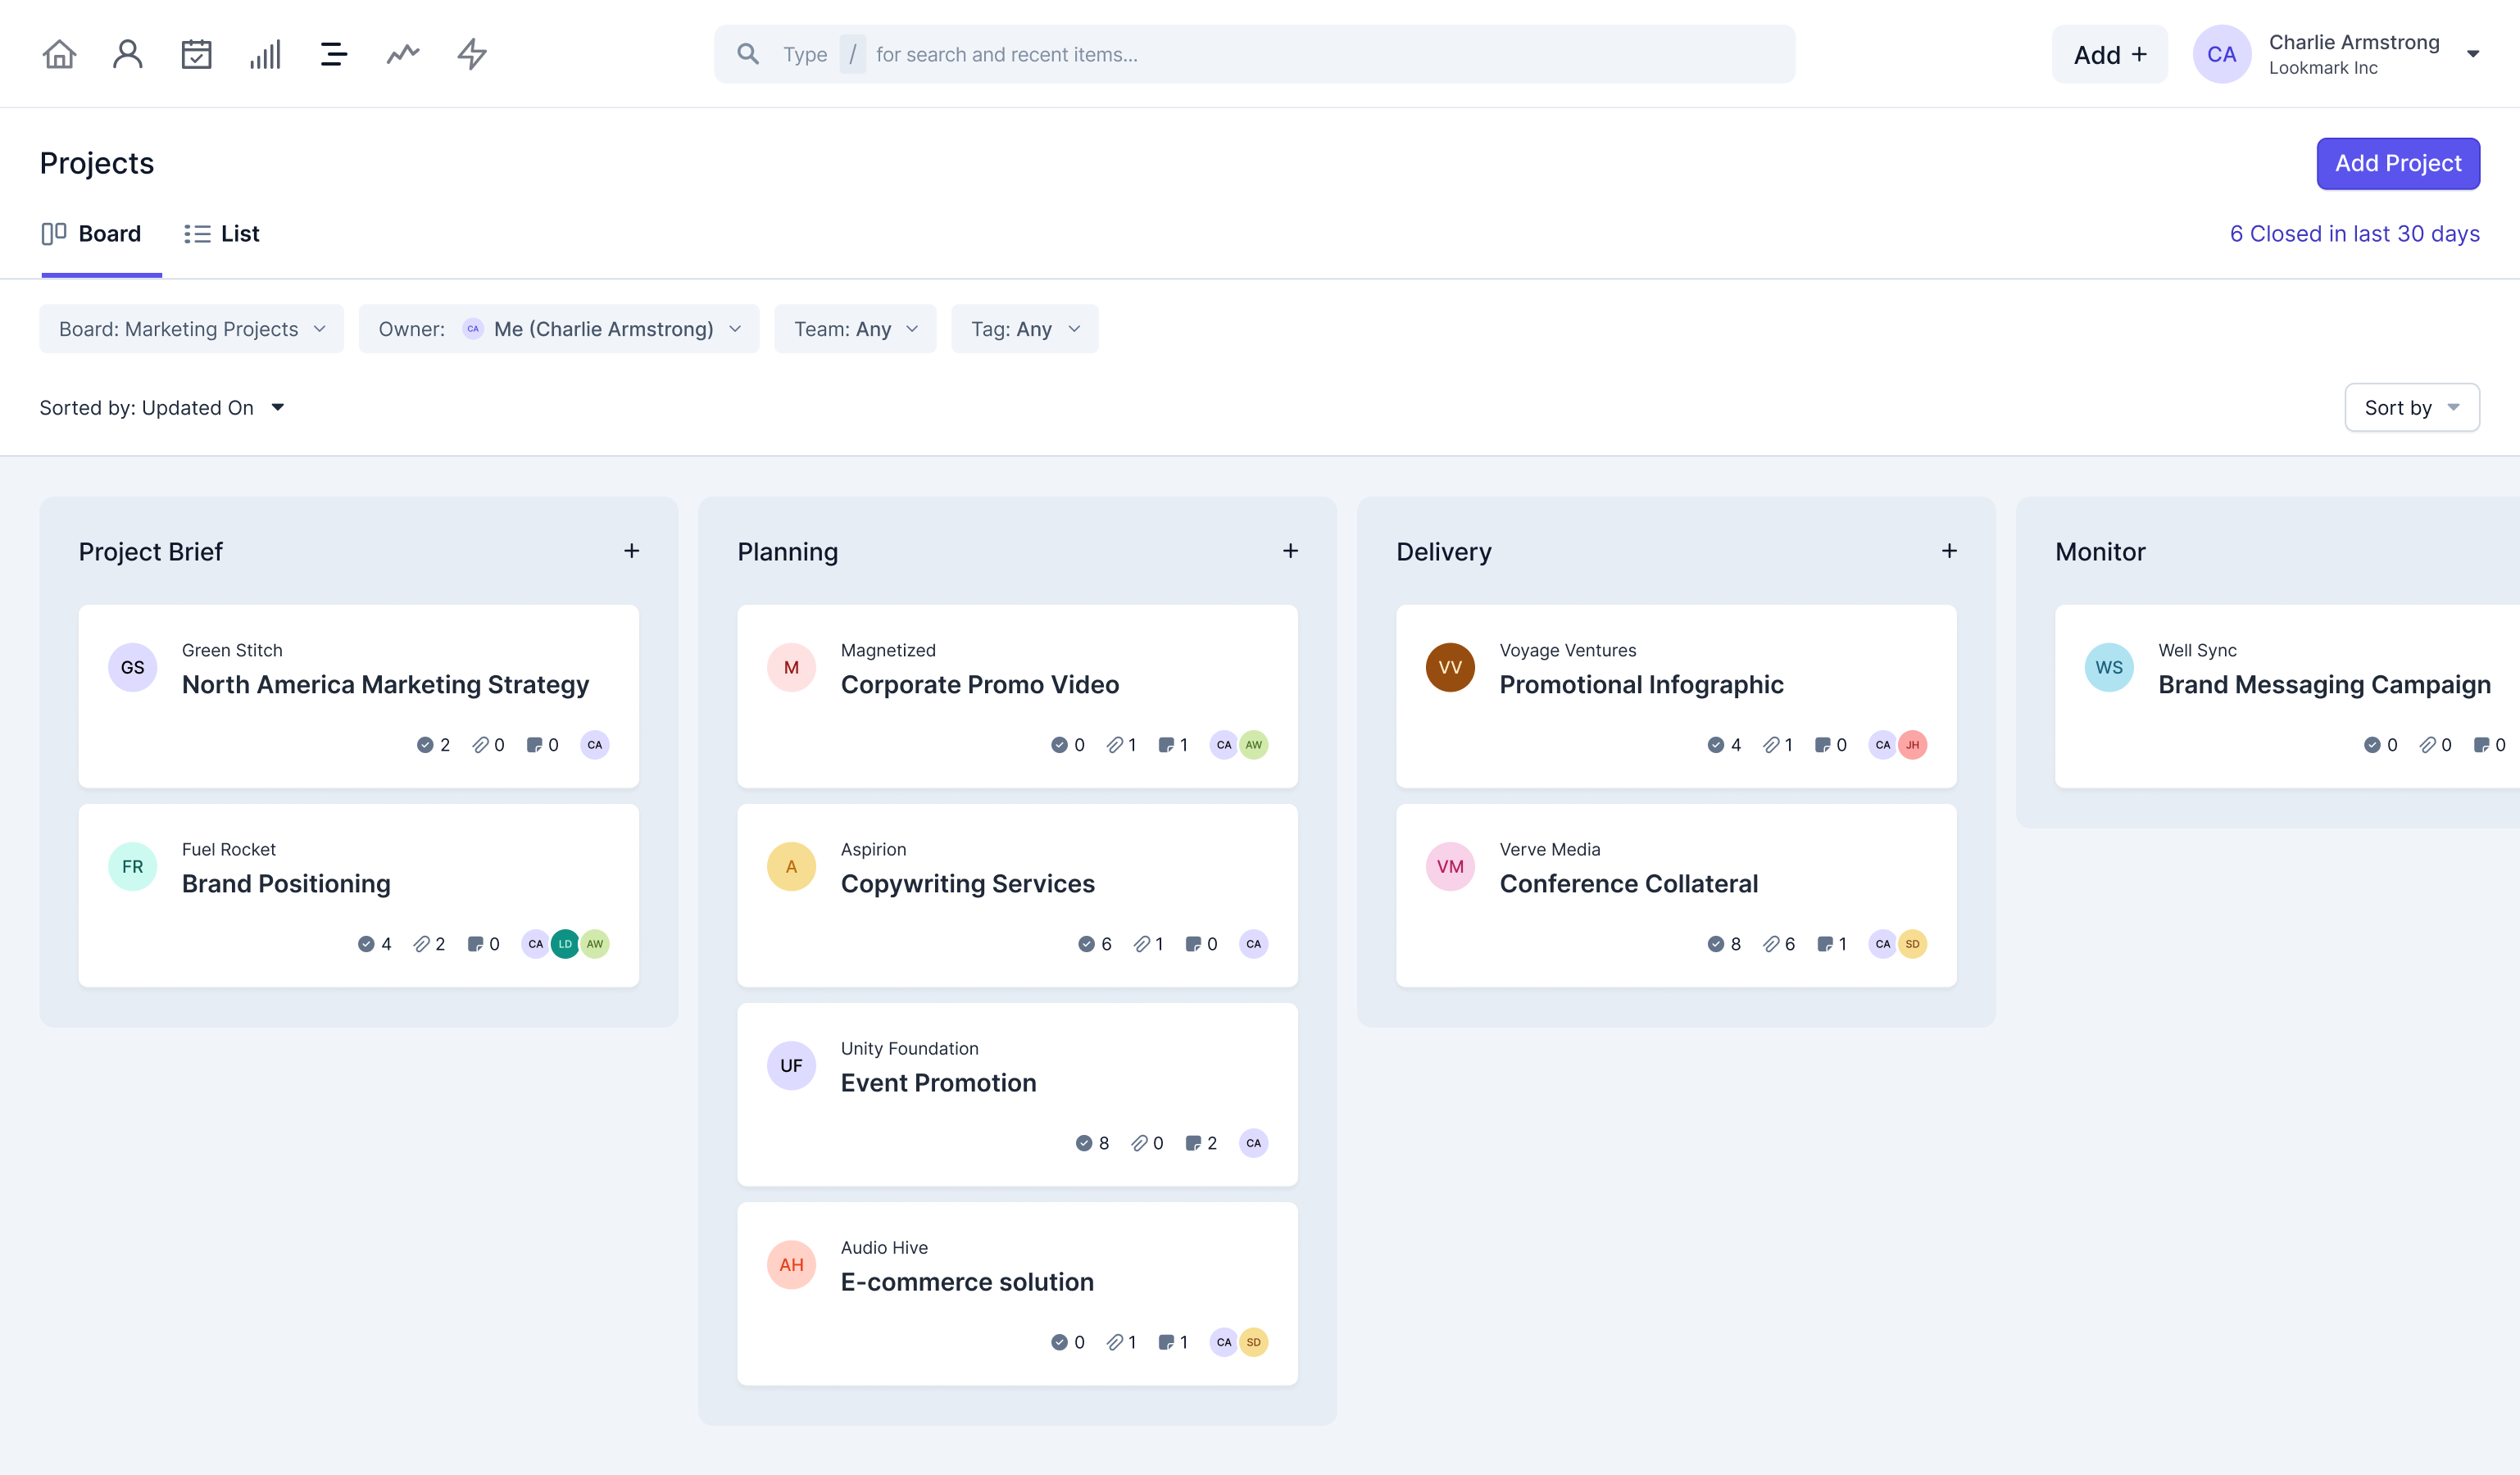 Type / for search and recent items...
Add +
CA
Charlie Armstrong
Lookmark Inc
Projects
Add Project
Board
List
6 Closed in last 30 days
Board: Marketing Projects
Owner: CA Me (Charlie Armstrong)
Team: Any
Tag: Any
Sorted by: Updated On
Sort by
Project Brief +
GS
Green Stitch
North America Marketing Strategy
2 0 0 CA
FR
Fuel Rocket
Brand Positioning
4 2 0 CA LD AW
Planning +
M
Magnetized
Corporate Promo Video
0 1 1 CA AW
A
Aspirion
Copywriting Services
6 1 0 CA
UF
Unity Foundation
Event Promotion
8 0 2 CA
AH
Audio Hive
E-commerce solution
0 1 1 CA SD
Delivery +
VV
Voyage Ventures
Promotional Infographic
4 1 0 CA JH
VM
Verve Media
Conference Collateral
8 6 1 CA SD
Monitor
WS
Well Sync
Brand Messaging Campaign
0 0 0